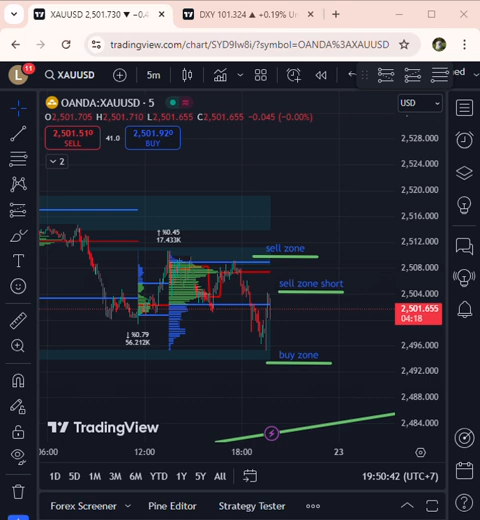 XAUUSD 2,501.730 ▼ −0.4
DXY 101.324 ▲ +0.19% Un
tradingview.com/chart/SYD9Iw8i/?symbol=OANDA%3AXAUUSD
L 11 XAUUSD 5m ed
OANDA:XAUUSD · 5
O2,501.705 H2,501.710 L2,501.655 C2,501.655 −0.045 (−0.00%)
2,501.510 SELL 41.0 2,501.920 BUY
2
USD
2,528.000
2,524.000
2,520.000
2,516.000
2,512.000
2,508.000
2,504.000
2,501.655
04:18
2,496.000
2,492.000
2,488.000
2,484.000
↑ %0.45
17.433K
sell zone
sell zone short
↓ %0.79
56.212K
buy zone
TradingView
06:00 12:00 18:00 23
1D 5D 1M 3M 6M YTD 1Y 5Y All 19:50:42 (UTC+7)
Forex Screener Pine Editor Strategy Tester